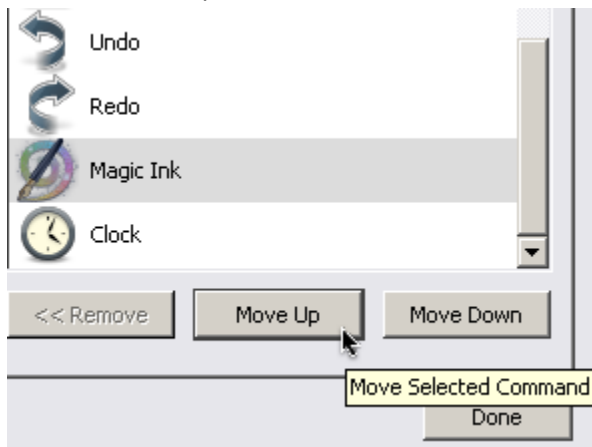 Undo
Redo
Magic Ink
Clock
<< Remove
Move Up
Move Down
Move Selected Command
Done